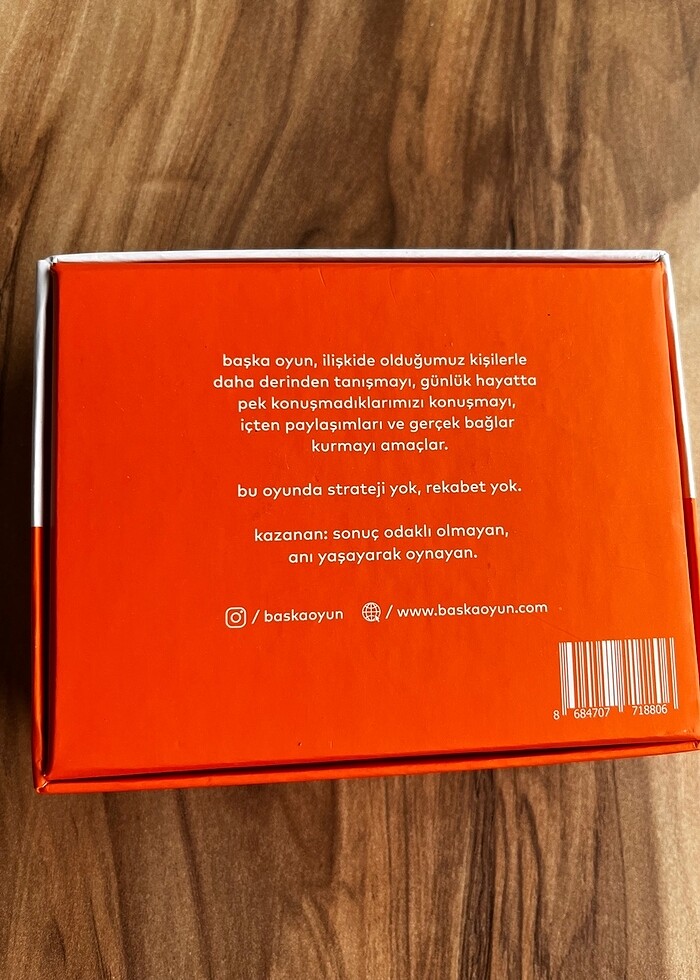 başka oyun, ilişkide olduğumuz kişilerle
daha derinden tanışmayı, günlük hayatta
pek konuşmadıklarımızı konuşmayı,
içten paylaşımları ve gerçek bağlar
kurmayı amaçlar.
bu oyunda strateji yok, rekabet yok.
kazanan: sonuç odaklı olmayan,
anı yaşayarak oynayan.
/ baskaoyun / www.baskaoyun.com
8 684707 718806